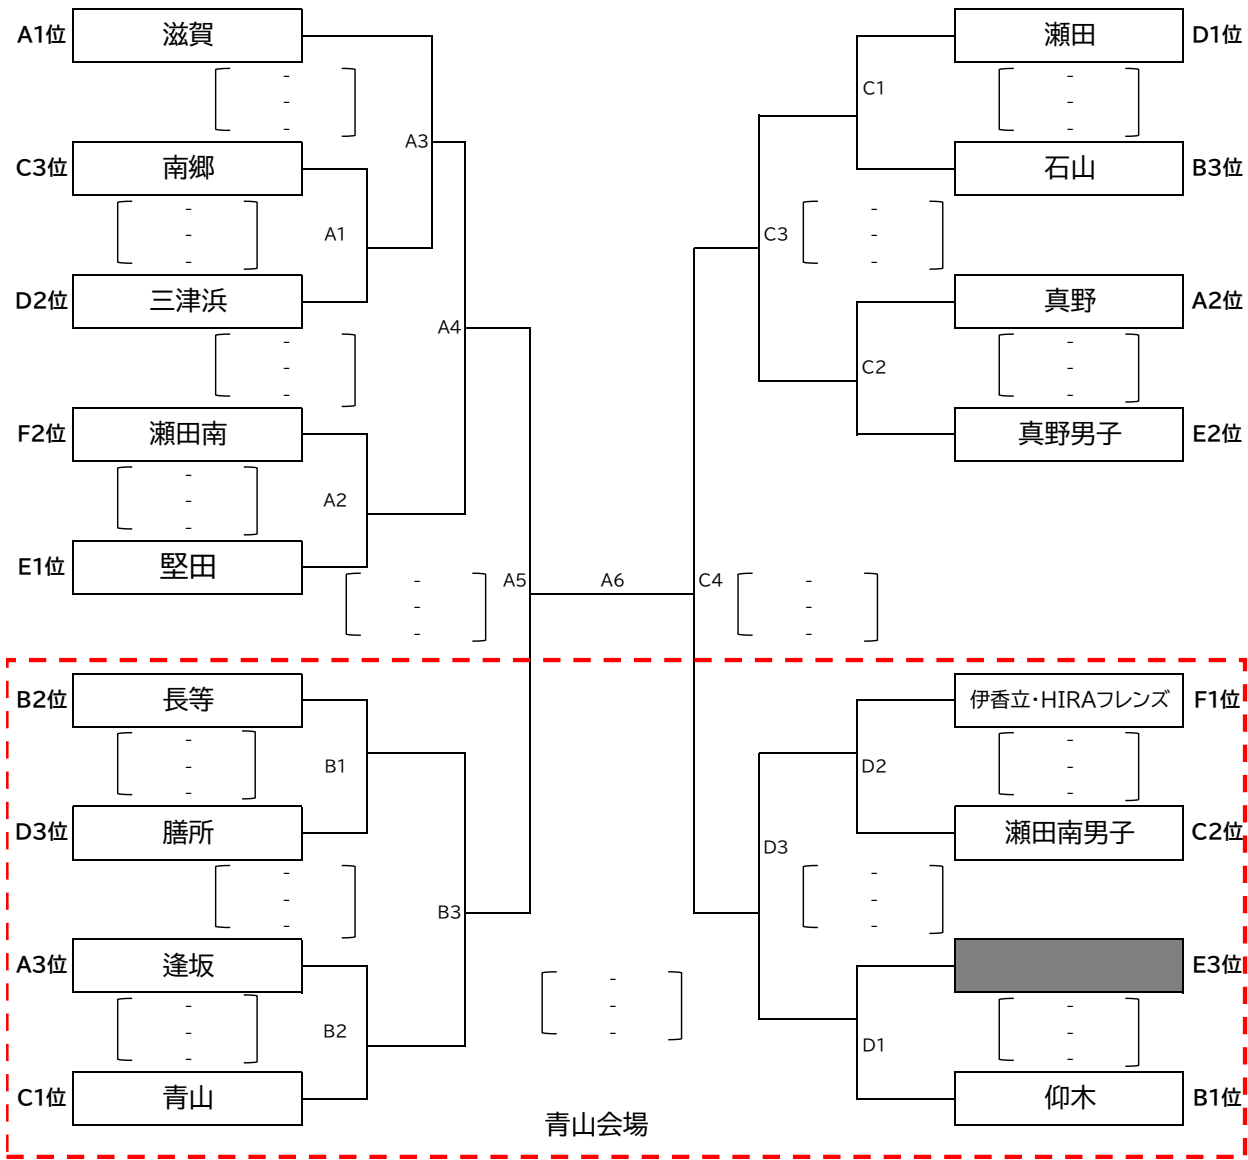 A1位 滋賀 瀬田 D1位
- -
- C1 -
- -
A3
C3位 南郷 石山 B3位
- -
A1 - C3 -
- -
D2位 三津浜 真野 A2位
A4
- -
- C2 -
- -
F2位 瀬田南 真野男子 E2位
-
A2 -
-
E1位 堅田
- A5 A6 C4 -
- -
- -
B2位 長等 伊香立・HIRAフレンズ F1位
- -
- B1 D2 -
- -
D3位 膳所 瀬田南男子 C2位
D3
- -
- -
B3
- -
A3位 逢坂 E3位
- - -
- B2 - -
- - -
D1
C1位 青山 仰木 B1位
青山会場